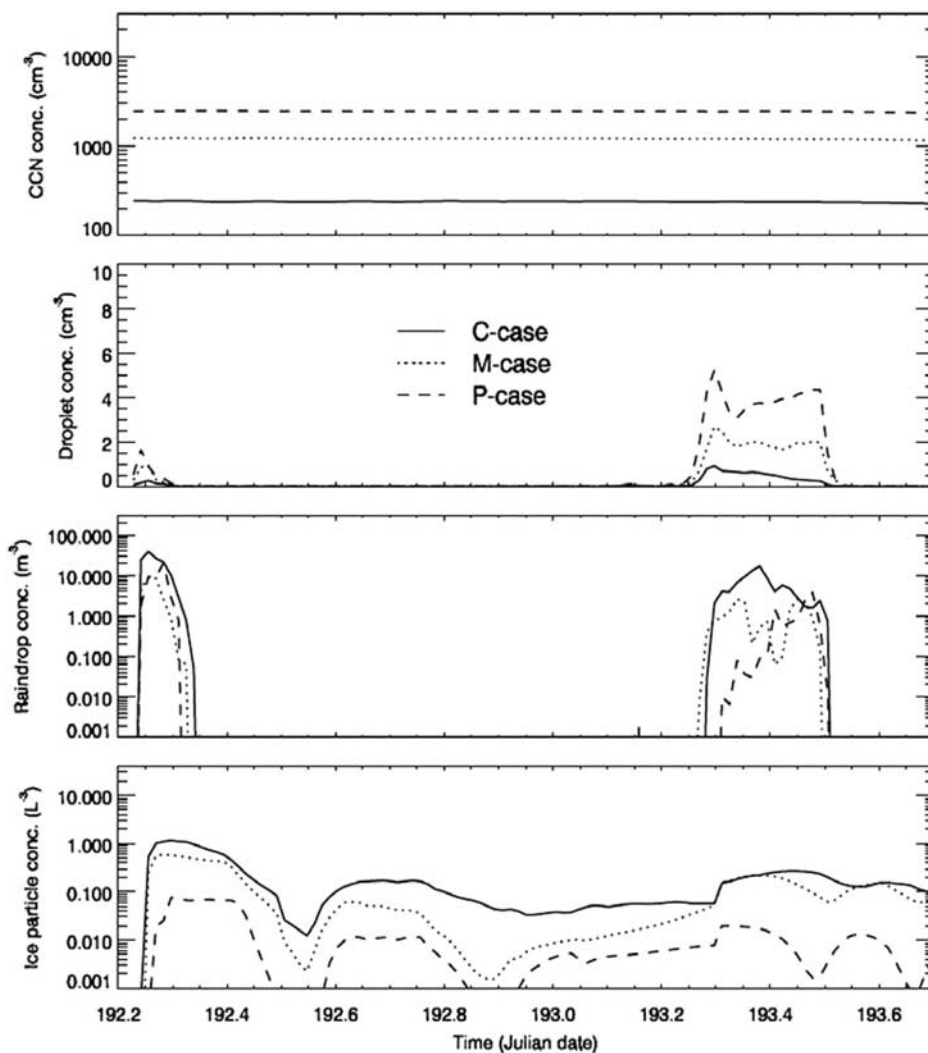 CCN conc. (cm-3)
10000
1000
100
Droplet conc. (cm-3)
10
8
6
4
2
0
C-case
M-case
P-case
Raindrop conc. (m-3)
100.000
10.000
1.000
0.100
0.010
0.001
Ice particle conc. (L-3)
10.000
1.000
0.100
0.010
0.001
192.2 192.4 192.6 192.8 193.0 193.2 193.4 193.6
Time (Julian date)